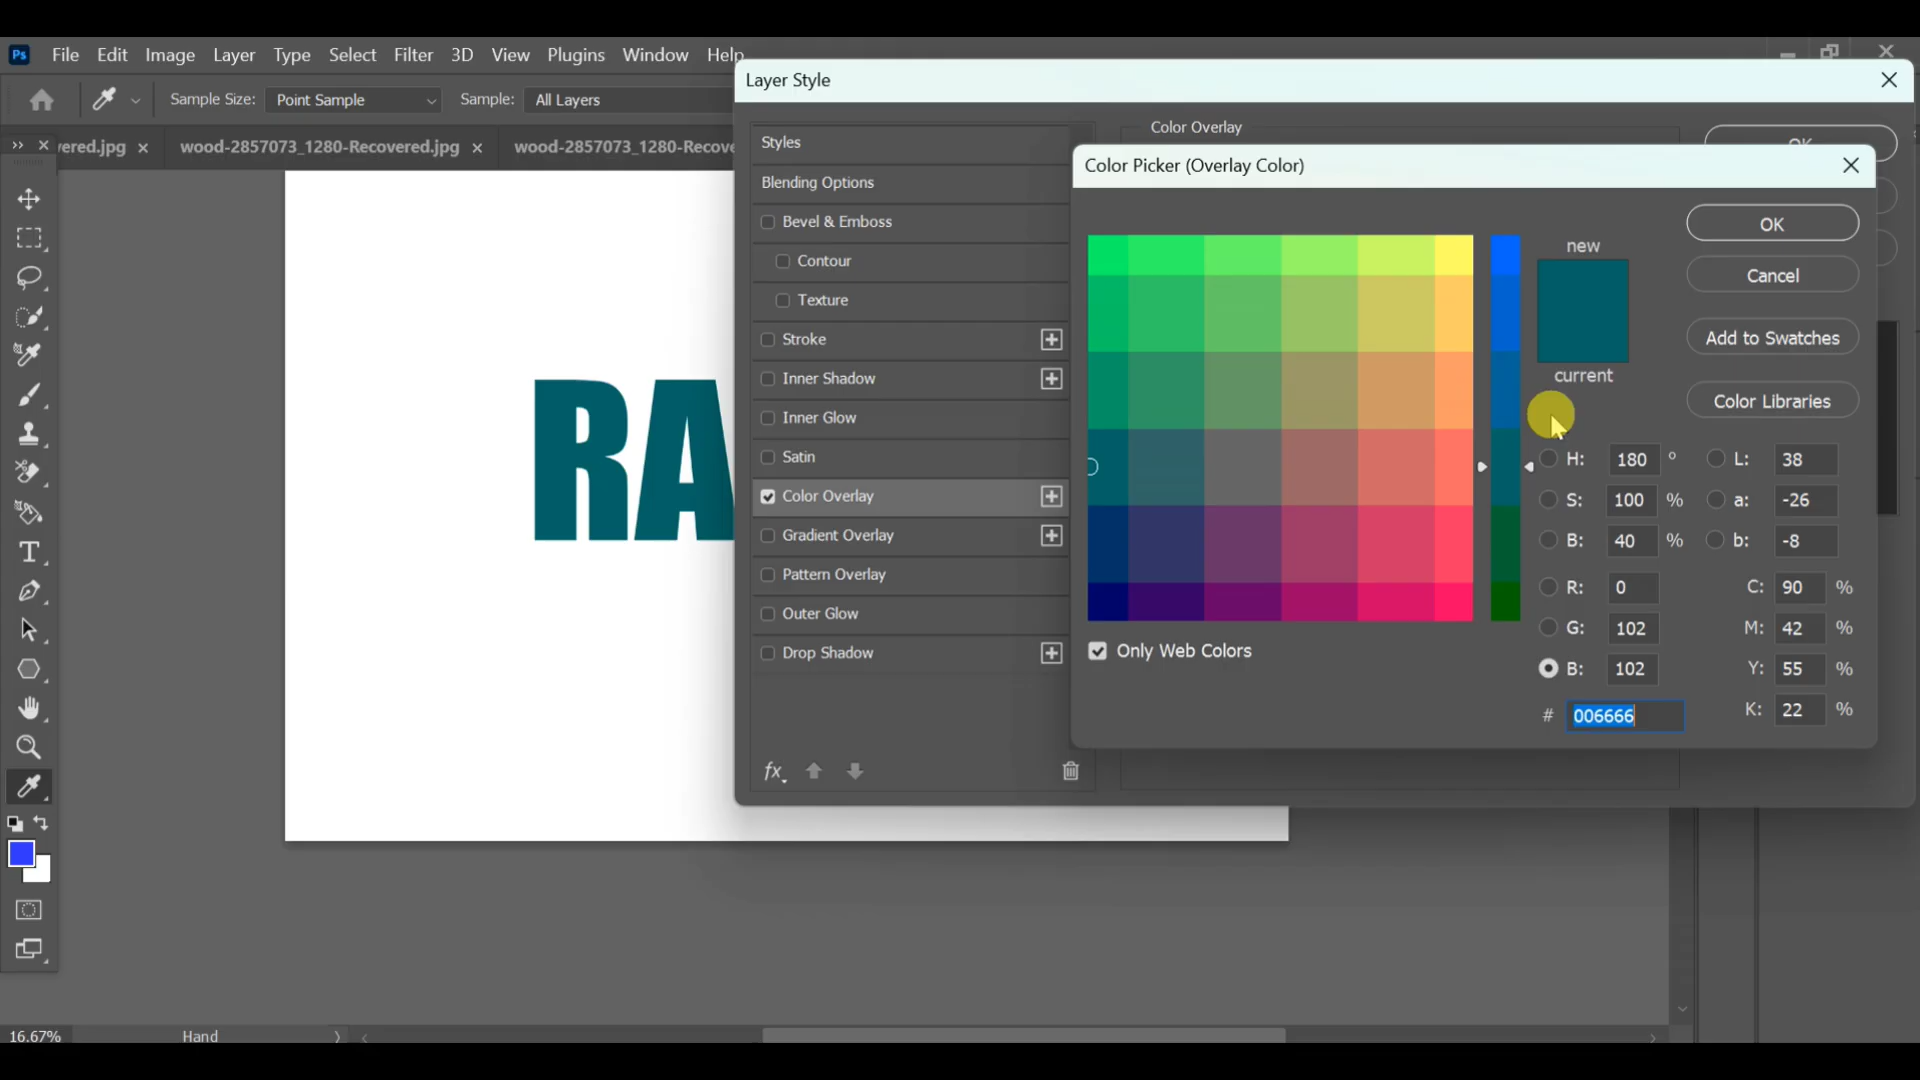 Ps File Edit Image Layer Type Select Filter 3D View Plugins Window Help
Sample Size: Point Sample Sample: All Layers
vered.jpg × wood-2857073_1280-Recovered.jpg × wood-2857073_1280-Recove
RA
Layer Style
Styles
Blending Options
Bevel & Emboss
Contour
Texture
Stroke
Inner Shadow
Inner Glow
Satin
Color Overlay
Gradient Overlay
Pattern Overlay
Outer Glow
Drop Shadow
fx
Color Overlay
OK
Color Picker (Overlay Color)
new
current
OK
Cancel
Add to Swatches
Color Libraries
H: 180 ° L: 38
S: 100 % a: -26
B: 40 % b: -8
R: 0 C: 90 %
G: 102 M: 42 %
B: 102 Y: 55 %
# 006666 K: 22 %
Only Web Colors
16.67% Hand